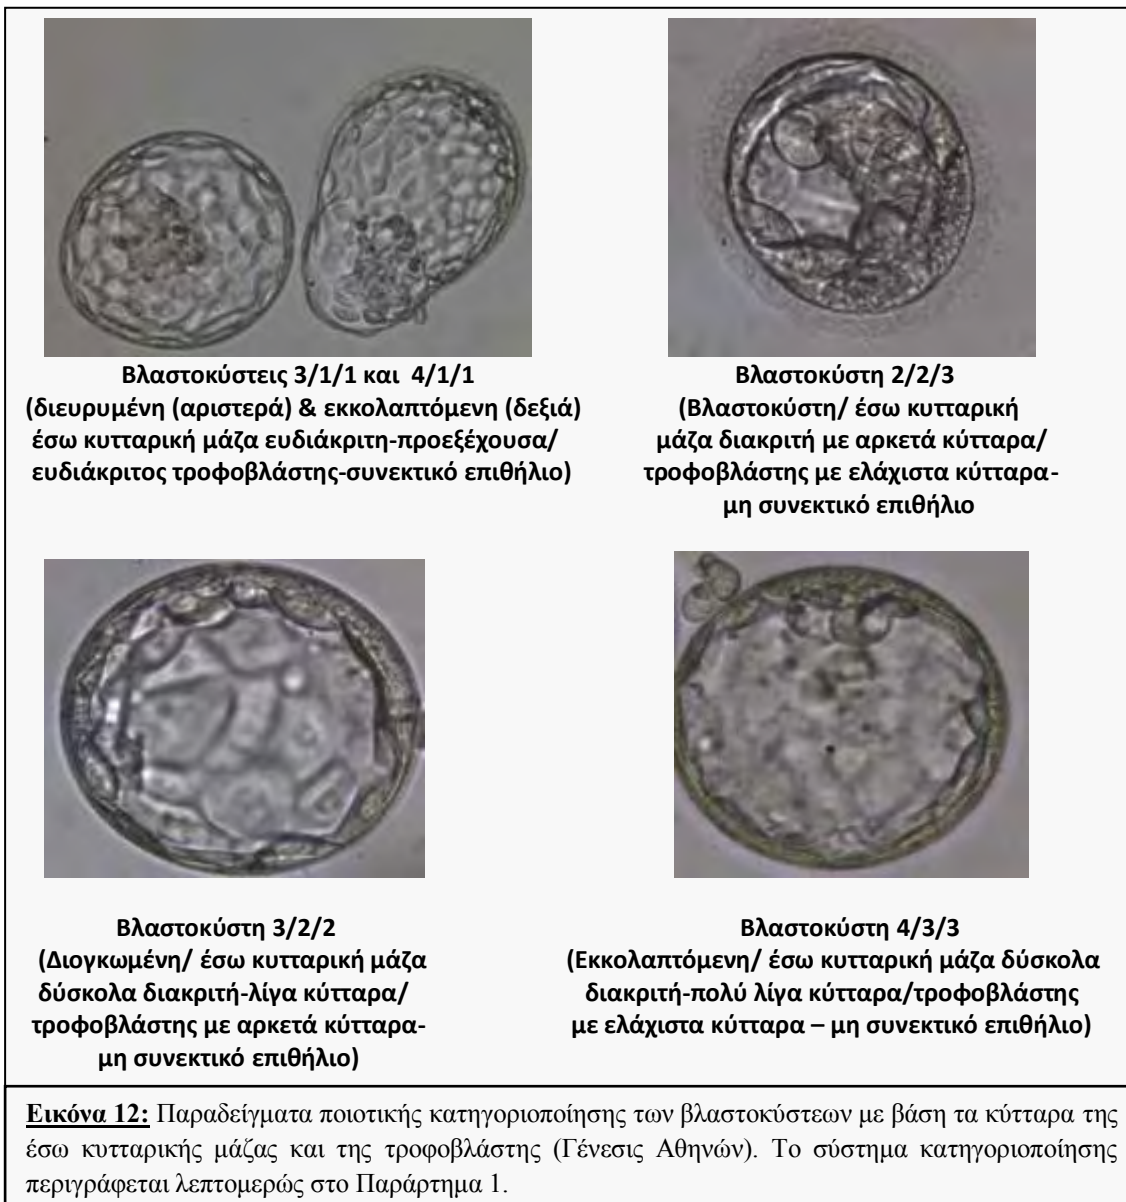 Βλαστοκύστεις 3/1/1 και 4/1/1
(διευρυμένη (αριστερά) & εκκολαπτόμενη (δεξιά)
έσω κυτταρική μάζα ευδιάκριτη-προεξέχουσα/
ευδιάκριτος τροφοβλάστης-συνεκτικό επιθήλιο)
Βλαστοκύστη 2/2/3
(Βλαστοκύστη/ έσω κυτταρική
μάζα διακριτή με αρκετά κύτταρα/
τροφοβλάστης με ελάχιστα κύτταρα-
μη συνεκτικό επιθήλιο
Βλαστοκύστη 3/2/2
(Διογκωμένη/ έσω κυτταρική μάζα
δύσκολα διακριτή-λίγα κύτταρα/
τροφοβλάστης με αρκετά κύτταρα-
μη συνεκτικό επιθήλιο)
Βλαστοκύστη 4/3/3
(Εκκολαπτόμενη/ έσω κυτταρική μάζα δύσκολα
διακριτή-πολύ λίγα κύτταρα/τροφοβλάστης
με ελάχιστα κύτταρα – μη συνεκτικό επιθήλιο)
Εικόνα 12: Παραδείγματα ποιοτικής κατηγοριοποίησης των βλαστοκύστεων με βάση τα κύτταρα της
έσω κυτταρικής μάζας και της τροφοβλάστης (Γένεσις Αθηνών). Το σύστημα κατηγοριοποίησης
περιγράφεται λεπτομερώς στο Παράρτημα 1.